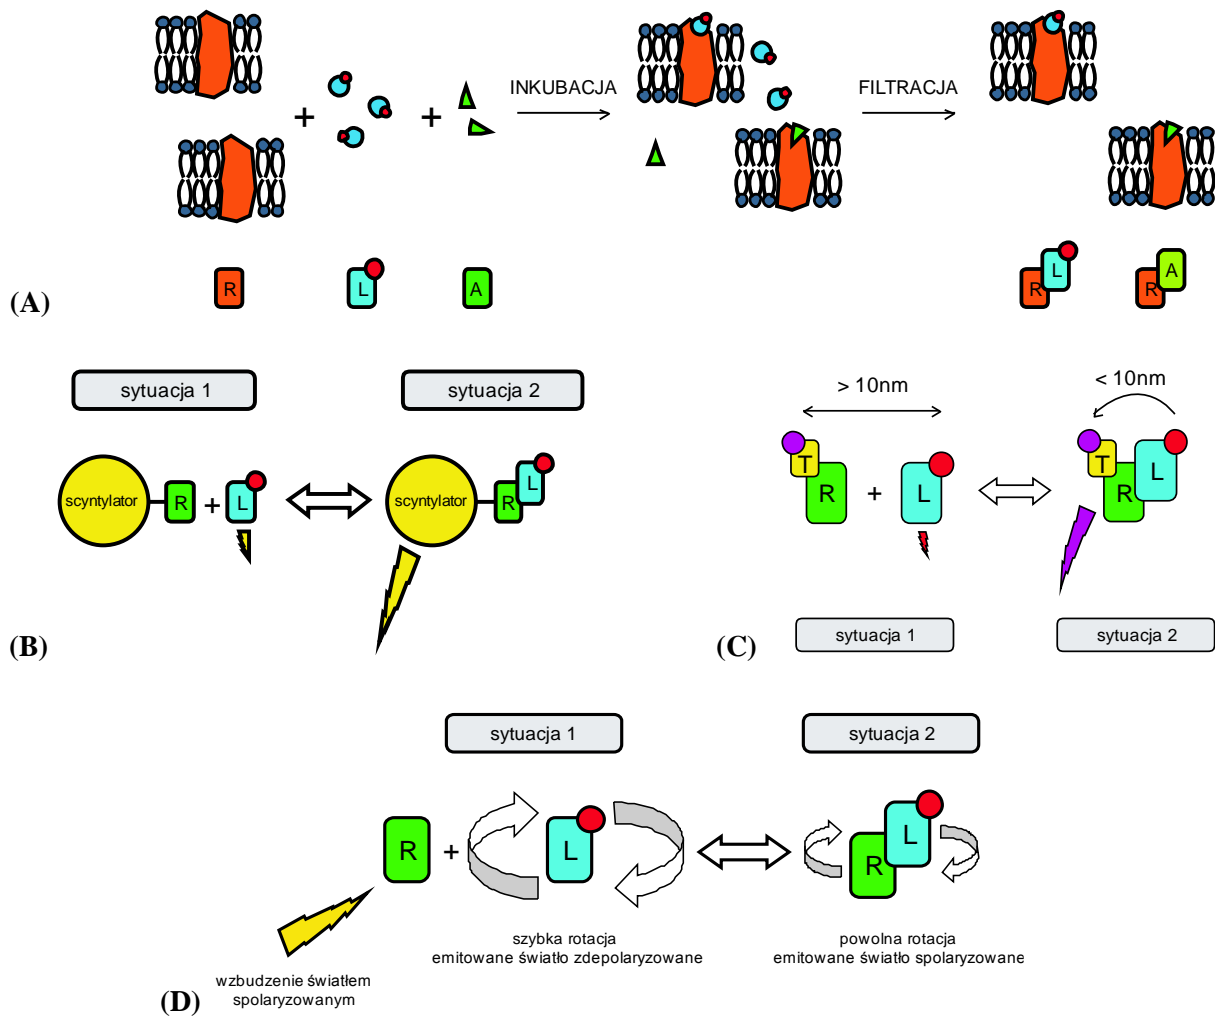 INKUBACJA
FILTRACJA
+
+
R
L
A
L
R
A
R
(A)
sytuacja 1
sytuacja 2
scyntylator
R
+
L
scyntylator
R
L
(B)
> 10nm
< 10nm
T
R
+
L
T
R
L
(C)
sytuacja 1
sytuacja 2
sytuacja 1
sytuacja 2
R
+
L
R
L
szybka rotacja
emitowane światło zdepolaryzowane
powolna rotacja
emitowane światło spolaryzowane
wzbudzenie światłem
spolaryzowanym
(D)